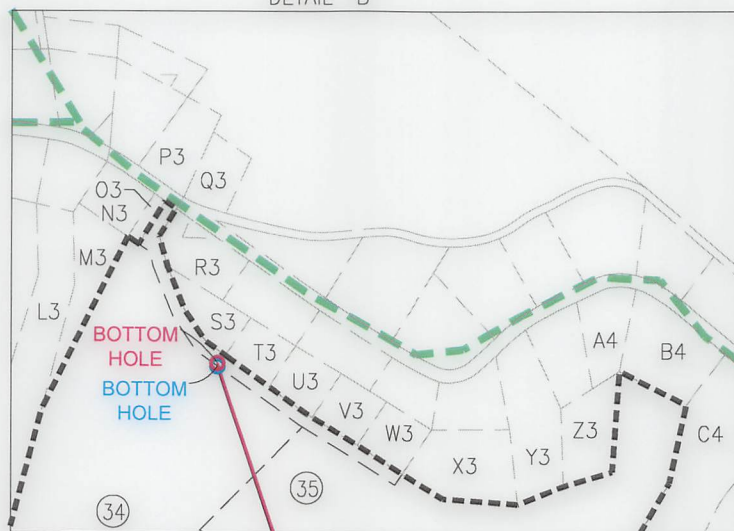 DETAIL "B"
P3
Q3
O3
N3
M3
R3
L3
S3
BOTTOM
HOLE
BOTTOM
HOLE
T3
U3
V3
W3
X3
Y3
Z3
A4
B4
C4
34
35